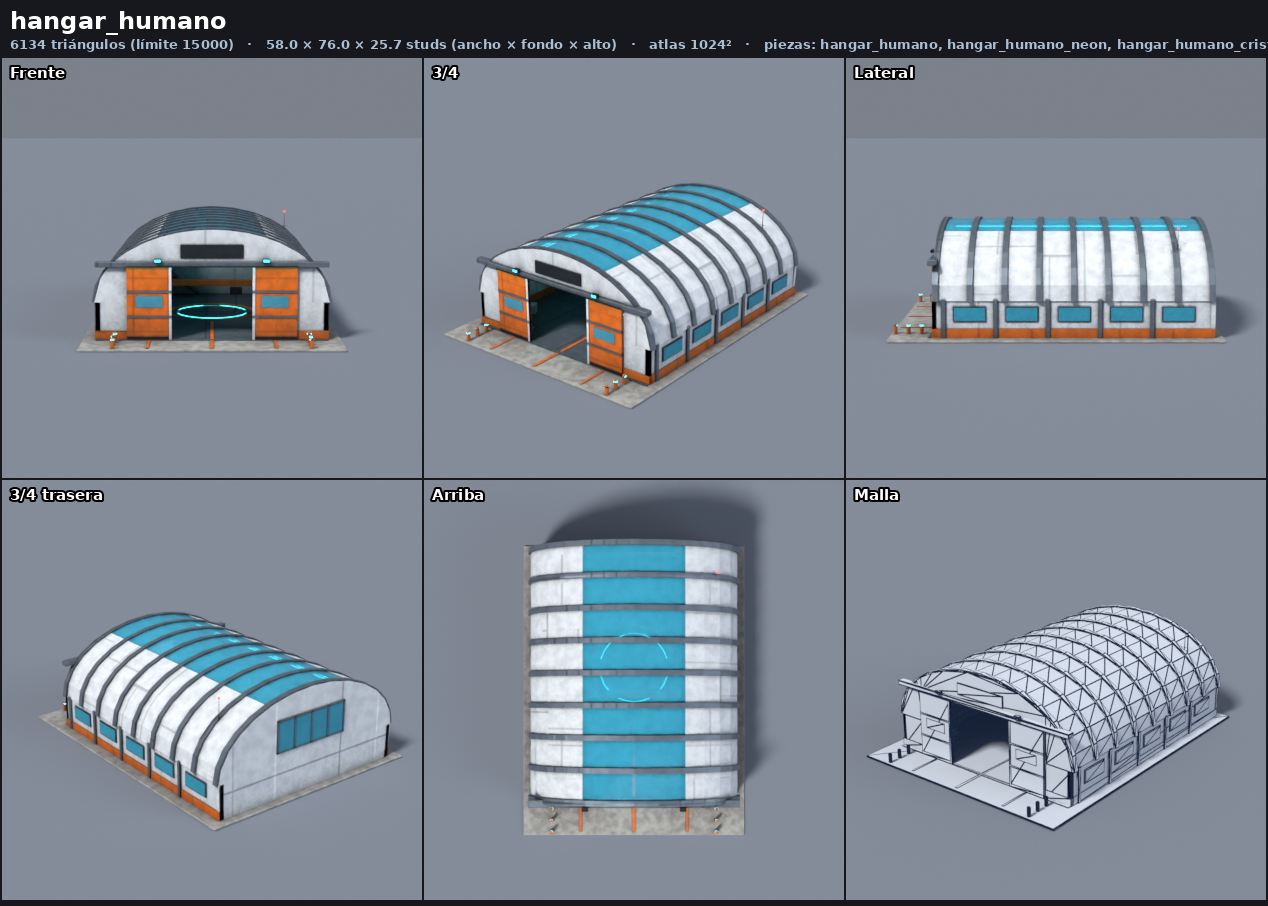 hangar_humano
6134 triángulos (límite 15000) · 58.0 × 76.0 × 25.7 studs (ancho × fondo × alto) · atlas 1024² · piezas: hangar_humano, hangar_humano_neon, hangar_humano_cris
Frente
3/4
Lateral
3/4 trasera
Arriba
Malla